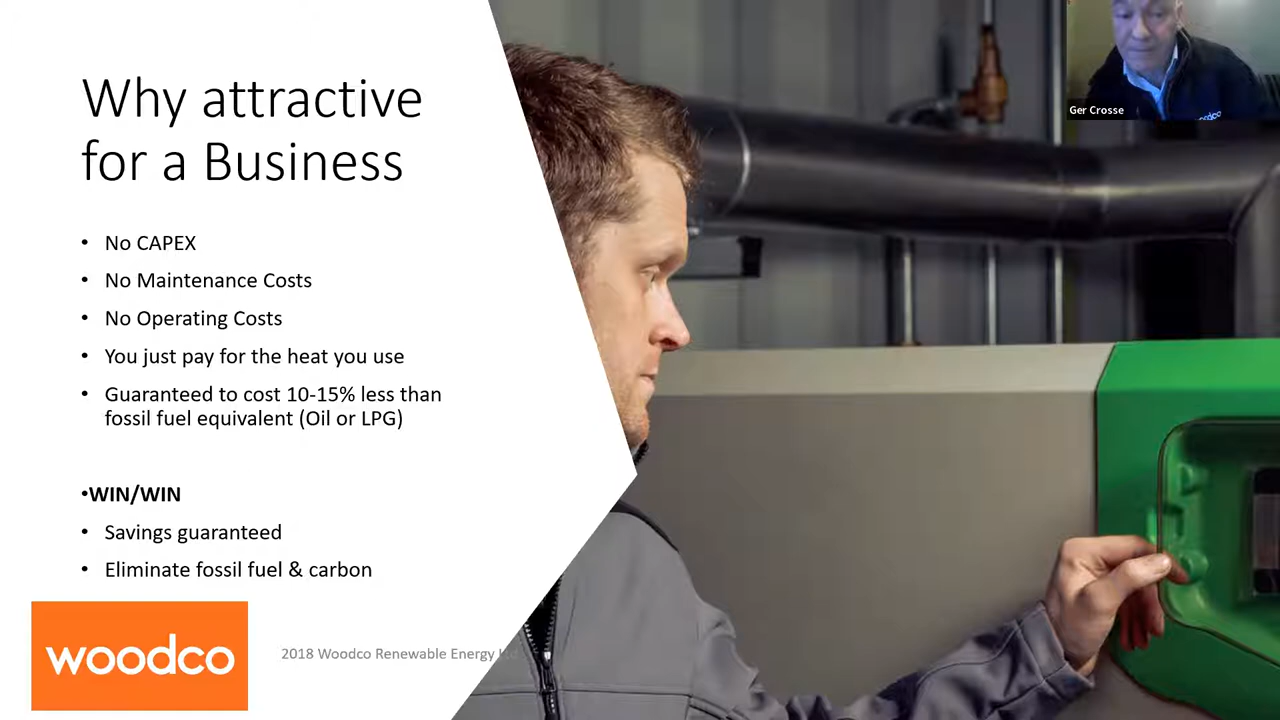 Why attractive
for a Business
• No CAPEX
• No Maintenance Costs
• No Operating Costs
• You just pay for the heat you use
• Guaranteed to cost 10-15% less than
fossil fuel equivalent (Oil or LPG)
•WIN/WIN
• Savings guaranteed
• Eliminate fossil fuel & carbon
woodco
2018 Woodco Renewable Energy Ltd
Ger Crosse